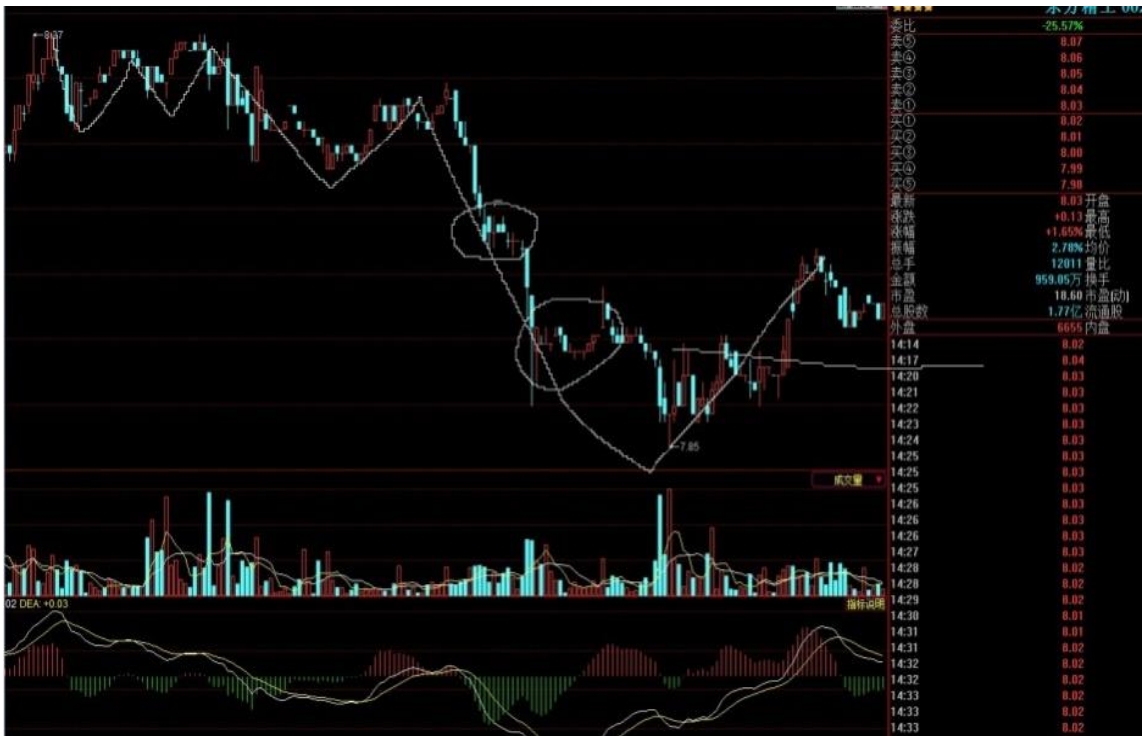 ←8.37
←7.85
成交量
02 DEA: +0.03
指标说明
委比 -25.57%
卖⑤ 8.07
卖④ 8.06
卖③ 8.05
卖② 8.04
卖① 8.03
买① 8.02
买② 8.01
买③ 8.00
买④ 7.99
买⑤ 7.98
最新 8.03 开盘
涨跌 +0.13 最高
涨幅 +1.65% 最低
振幅 2.78% 均价
总手 12011 量比
金额 959.05万 换手
市盈 18.60 市盈(动)
总股数 1.77亿 流通股
外盘 6655 内盘
14:14 8.02
14:17 8.04
14:20 8.03
14:21 8.03
14:22 8.03
14:23 8.03
14:24 8.03
14:25 8.03
14:25 8.03
14:25 8.03
14:26 8.03
14:26 8.03
14:26 8.03
14:27 8.03
14:28 8.02
14:28 8.02
14:29 8.02
14:30 8.01
14:31 8.01
14:31 8.02
14:32 8.02
14:32 8.02
14:33 8.02
14:33 8.02
14:33 8.02